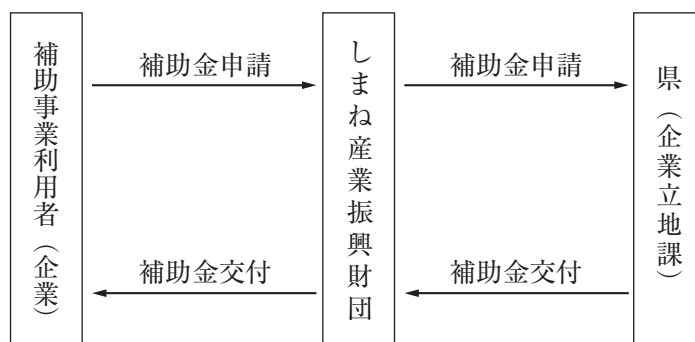 補助事業利用者（企業）
補助金申請
しまね産業振興財団
補助金申請
県（企業立地課）
補助金交付
補助金交付